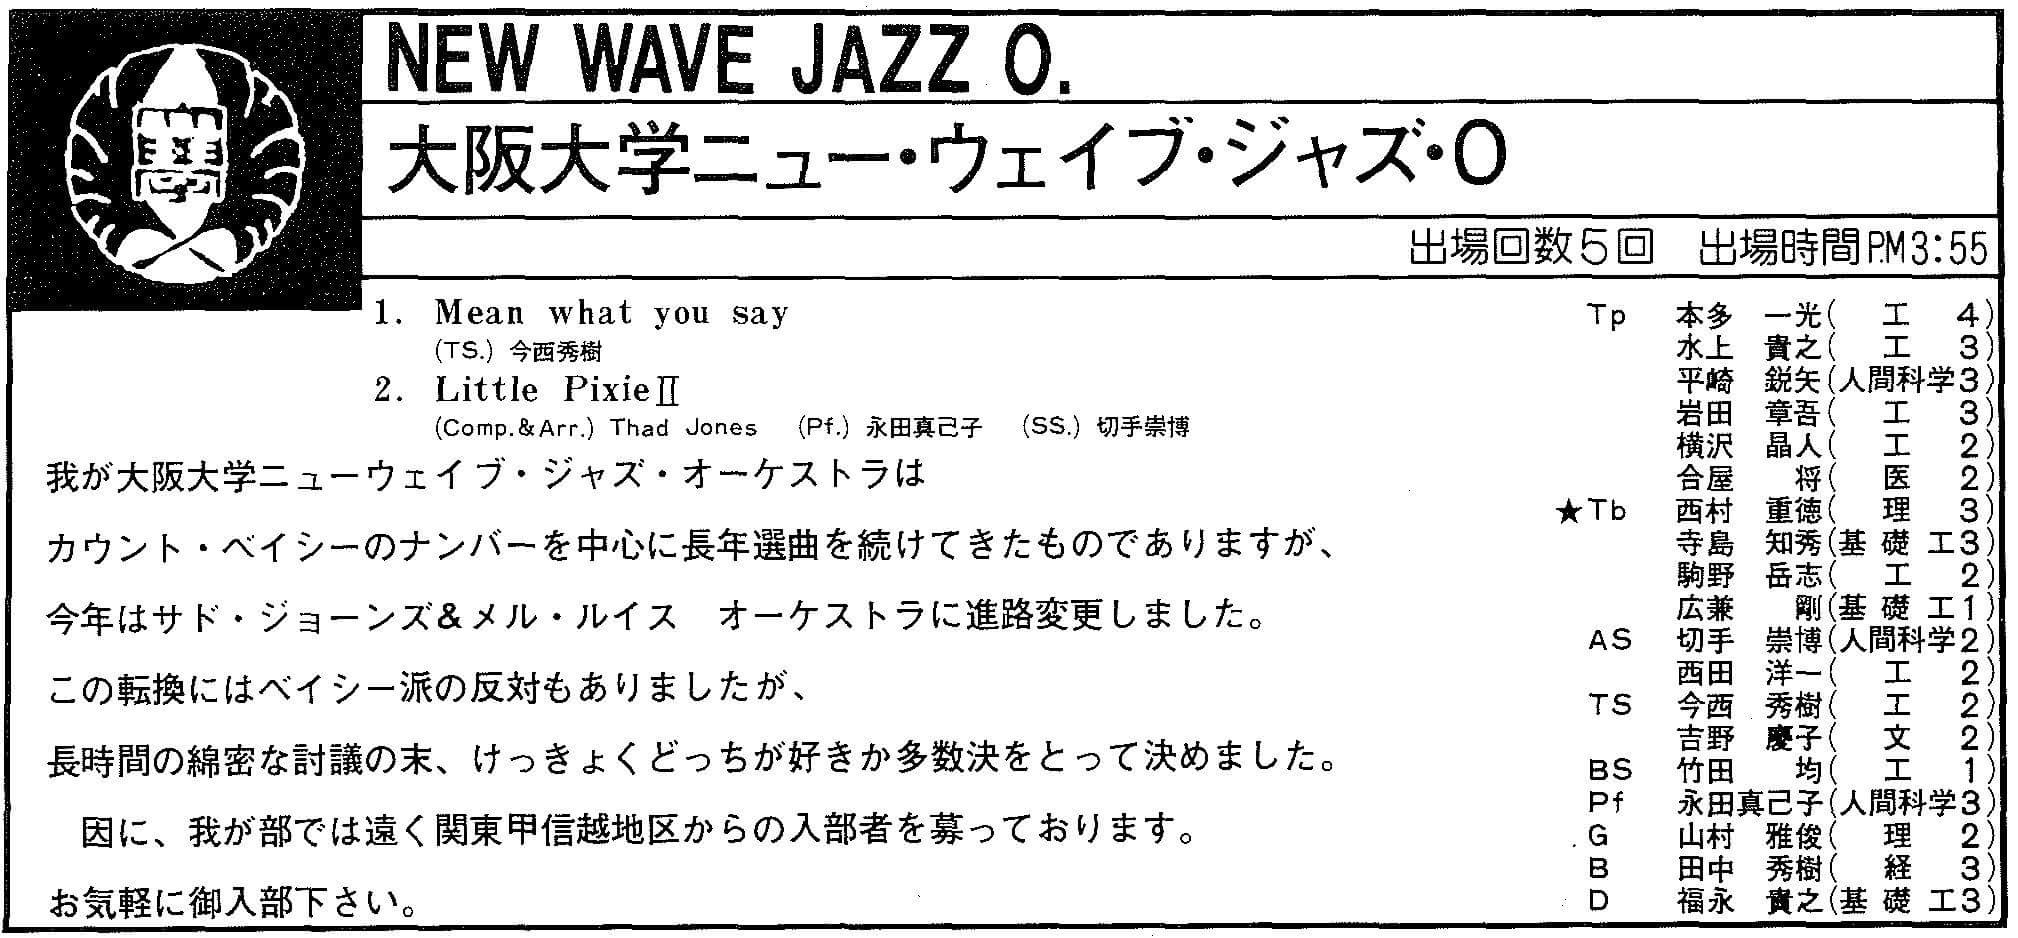 NEW WAVE JAZZ O.
大阪大学ニュー・ウェイブ・ジャズ・O
出場回数5回 出場時間P.M3:55
1. Mean what you say
(TS.) 今西秀樹
2. Little PixieⅡ
(Comp.&Arr.) Thad Jones (Pf.) 永田真己子 (SS.) 切手崇博
我が大阪大学ニューウェイブ・ジャズ・オーケストラは
カウント・ベイシーのナンバーを中心に長年選曲を続けてきたものでありますが、
今年はサド・ジョーンズ&メル・ルイス オーケストラに進路変更しました。
この転換にはベイシー派の反対もありましたが、
長時間の綿密な討議の末、けっきょくどっちが好きか多数決をとって決めました。
因に、我が部では遠く関東甲信越地区からの入部者を募っております。
お気軽に御入部下さい。
Tp 本多 一光( 工 4)
水上 貴之( 工 3)
平崎 鋭矢(人間科学3)
岩田 章吾( 工 3)
横沢 晶人( 工 2)
合屋 将( 医 2)
★Tb 西村 重徳( 理 3)
寺島 知秀(基 礎 工3)
駒野 岳志( 工 2)
広兼 剛(基 礎 工1)
AS 切手 崇博(人間科学2)
西田 洋一( 工 2)
TS 今西 秀樹( 工 2)
吉野 慶子( 文 2)
BS 竹田 均( 工 1)
Pf 永田真己子(人間科学3)
G 山村 雅俊( 理 2)
B 田中 秀樹( 経 3)
D 福永 貴之(基 礎 工3)